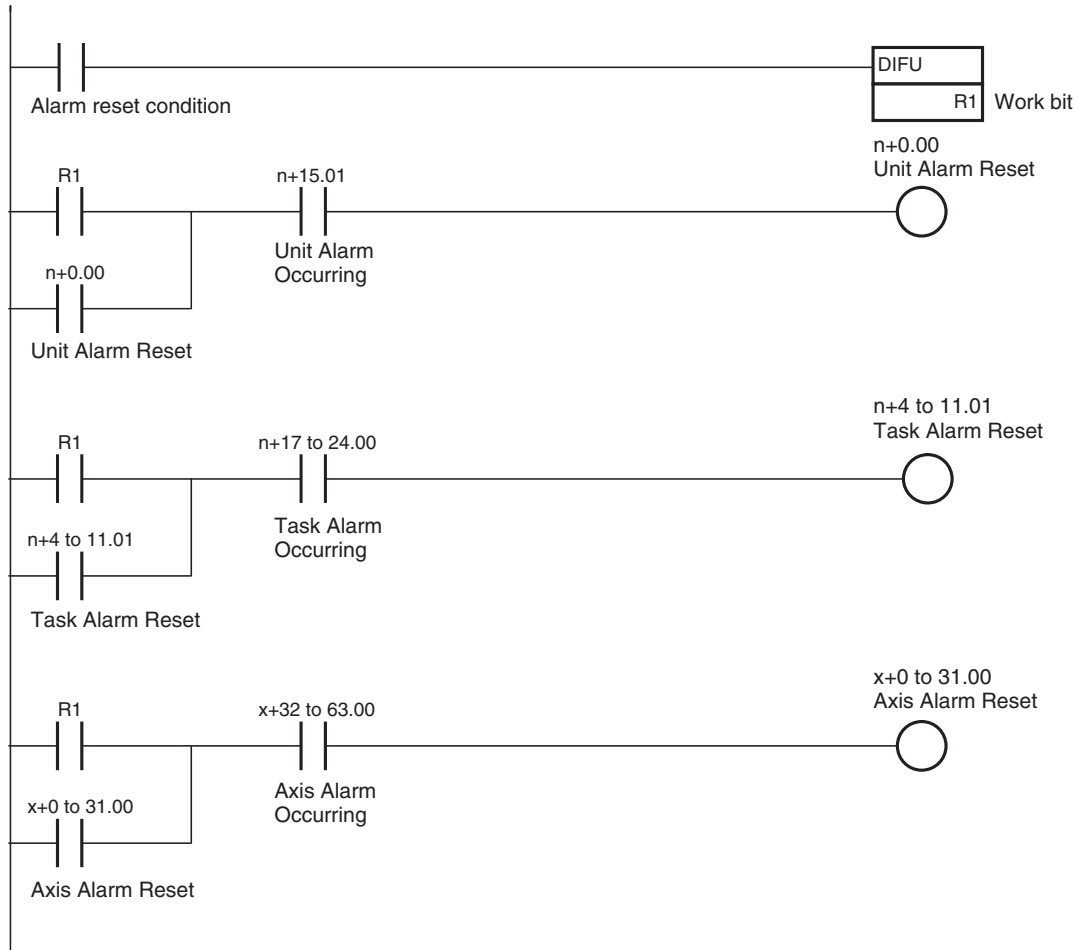 DIFU
Alarm reset condition
R1 Work bit
n+0.00
Unit Alarm Reset
R1
n+15.01
Unit Alarm
Occurring
n+0.00
Unit Alarm Reset
n+4 to 11.01
Task Alarm Reset
R1
n+17 to 24.00
Task Alarm
Occurring
n+4 to 11.01
Task Alarm Reset
x+0 to 31.00
Axis Alarm Reset
R1
x+32 to 63.00
Axis Alarm
Occurring
x+0 to 31.00
Axis Alarm Reset